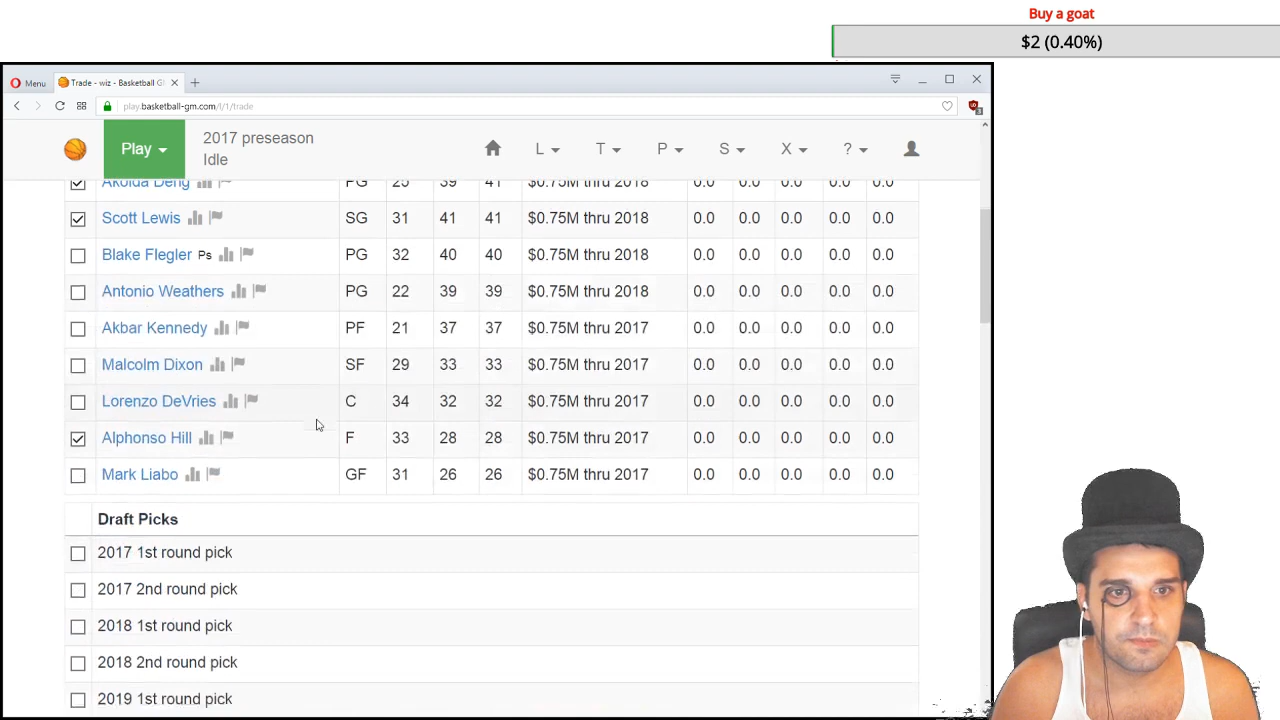 Buy a goat
$2 (0.40%)
Menu
Trade - wiz - Basketball G
play.basketball-gm.com/l/1/trade
Play
2017 preseason
Idle
L T P S X ?
Akolda Deng PG 25 39 41 $0.75M thru 2018 0.0 0.0 0.0 0.0 0.0
Scott Lewis SG 31 41 41 $0.75M thru 2018 0.0 0.0 0.0 0.0 0.0
Blake Flegler Ps PG 32 40 40 $0.75M thru 2018 0.0 0.0 0.0 0.0 0.0
Antonio Weathers PG 22 39 39 $0.75M thru 2018 0.0 0.0 0.0 0.0 0.0
Akbar Kennedy PF 21 37 37 $0.75M thru 2017 0.0 0.0 0.0 0.0 0.0
Malcolm Dixon SF 29 33 33 $0.75M thru 2017 0.0 0.0 0.0 0.0 0.0
Lorenzo DeVries C 34 32 32 $0.75M thru 2017 0.0 0.0 0.0 0.0 0.0
Alphonso Hill F 33 28 28 $0.75M thru 2017 0.0 0.0 0.0 0.0 0.0
Mark Liabo GF 31 26 26 $0.75M thru 2017 0.0 0.0 0.0 0.0 0.0
Draft Picks
2017 1st round pick
2017 2nd round pick
2018 1st round pick
2018 2nd round pick
2019 1st round pick